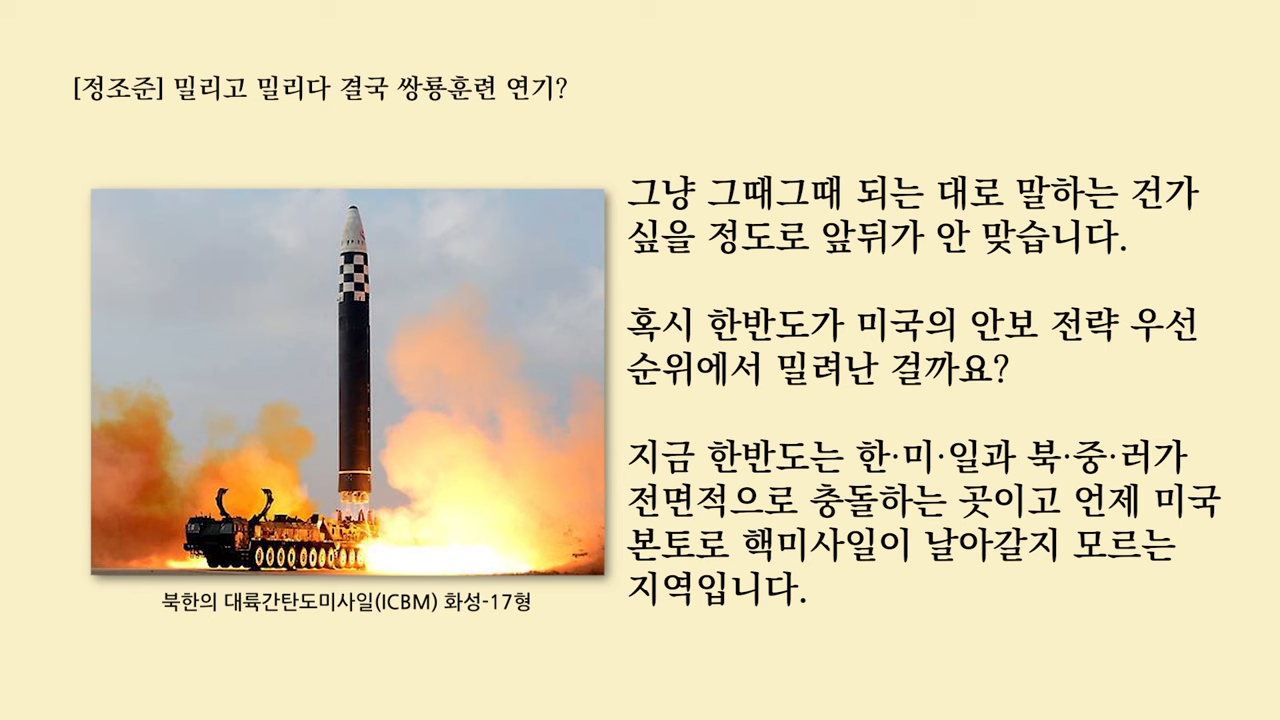 [정조준] 밀리고 밀리다 결국 쌍룡훈련 연기?
그냥 그때그때 되는 대로 말하는 건가
싶을 정도로 앞뒤가 안 맞습니다.
혹시 한반도가 미국의 안보 전략 우선
순위에서 밀려난 걸까요?
지금 한반도는 한·미·일과 북·중·러가
전면적으로 충돌하는 곳이고 언제 미국
본토로 핵미사일이 날아갈지 모르는
지역입니다.
북한의 대륙간탄도미사일(ICBM) 화성-17형